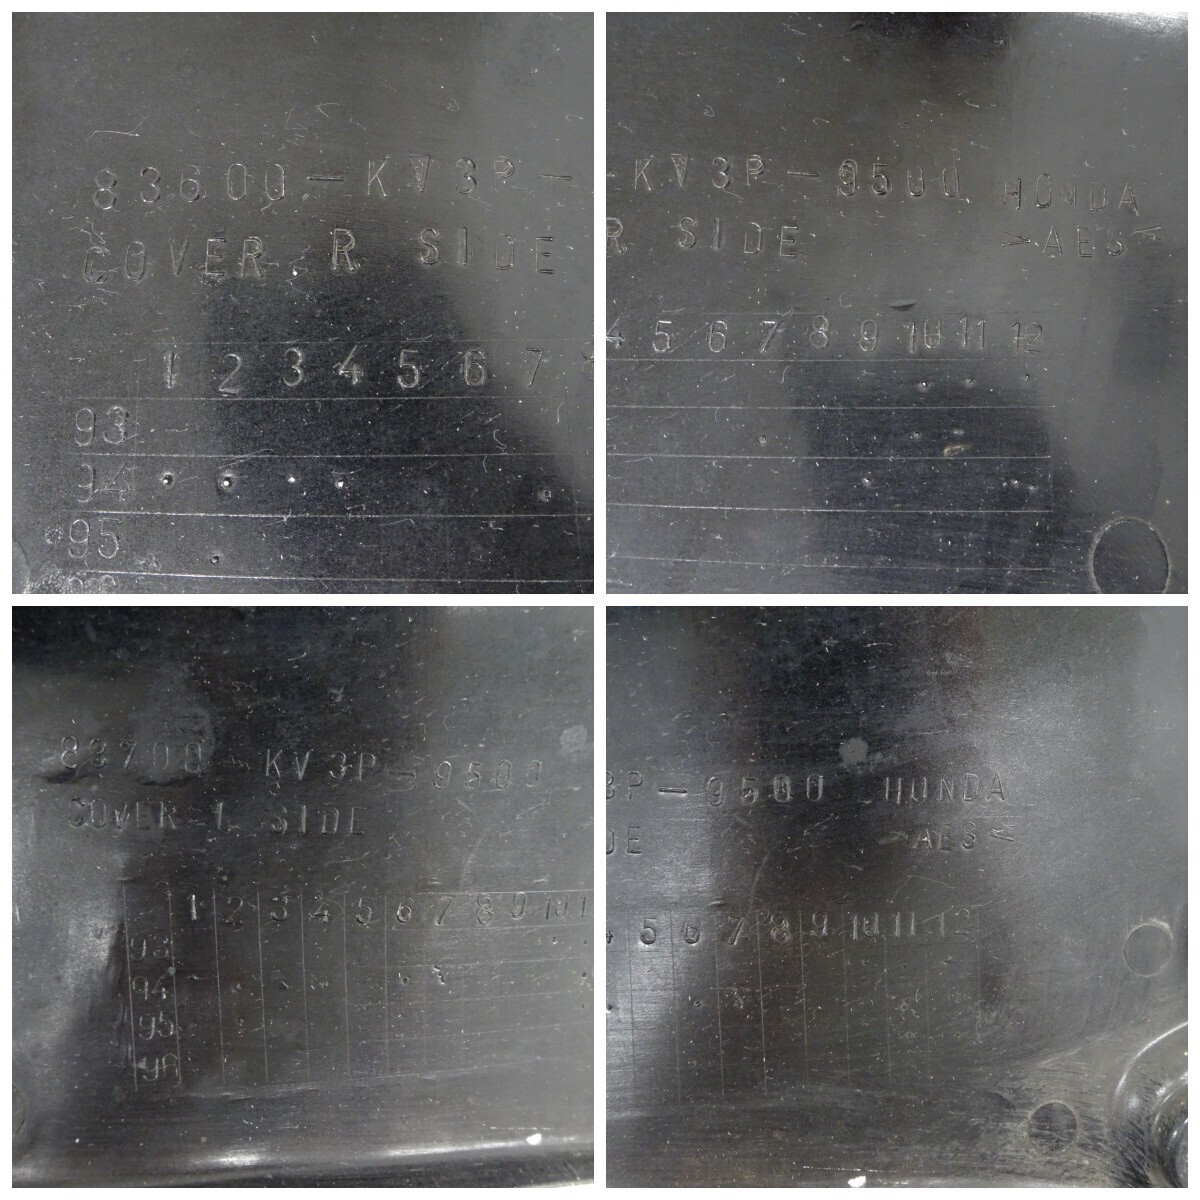 83600-KV3P-
COVER R SIDE
1 2 3 4 5 6 7
93
94
95
KV3P-9500 HONDA
R SIDE >AES<
4 5 6 7 8 9 10 11 12
83700-KV3P-9500
COVER L SIDE
1 2 3 4 5 6 7 8 9 10 1
93
94
95
96
3P-9500 HONDA
DE >AES<
5 6 7 8 9 10 11 12